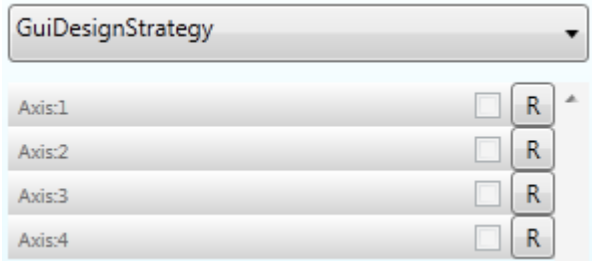 GuiDesignStrategy
Axis:1 R
Axis:2 R
Axis:3 R
Axis:4 R